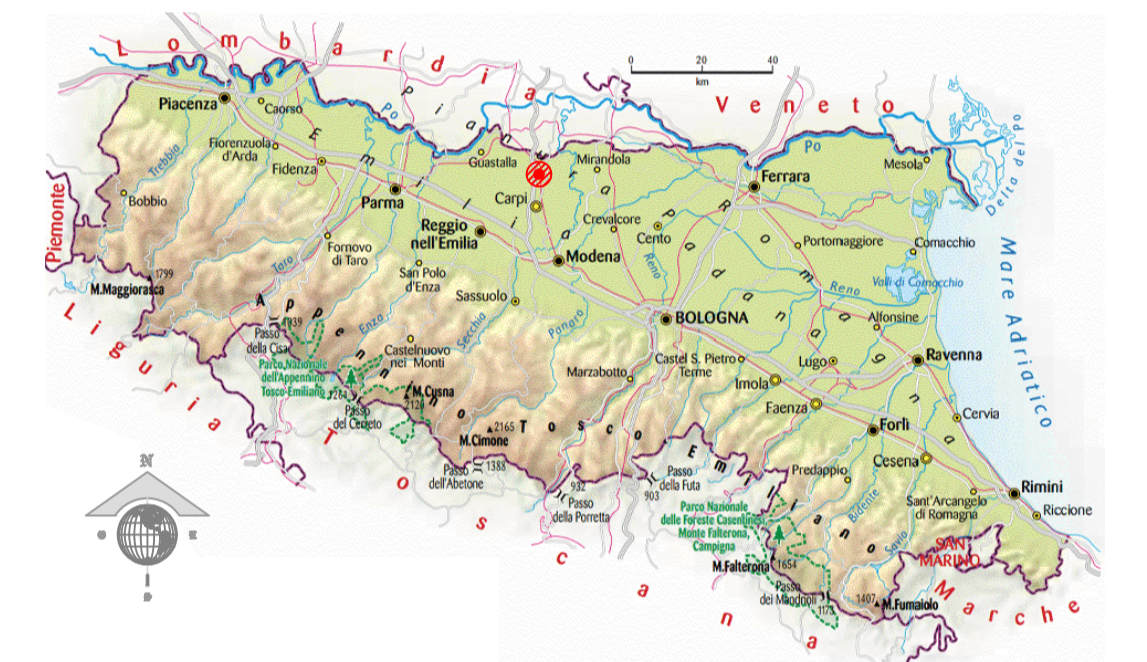 Lombardia
0 20 40
km
Veneto
Piacenza
Caorso
Po
Pianura Padana
Po
Delta del Po
Fiorenzuola
d'Arda
Emilia
Fidenza
Guastalla
Mirandola
Mesola
Trebbia
Ferrara
Piemonte
Bobbio
Parma
Carpi
Romagna
Reggio
nell'Emilia
Crevalcore
Cento
Portomaggiore
Comacchio
Fornovo
di Taro
Modena
Reno
Mare Adriatico
M.Maggiorasca
1799
Taro
San Polo
d'Enza
Sassuolo
Reno
Valli di Comacchio
Liguria
Appennino Tosco Emiliano
1039
Passo
della Cisa
Enza
Secchia
Panaro
BOLOGNA
Alfonsine
Castelnuovo
nei Monti
Castel S. Pietro
Terme
Lugo
Ravenna
Parco Nazionale
dell'Appennino
Tosco-Emiliano
1261
Marzabotto
Imola
M.Cusna
2120
Passo
del Cerreto
Faenza
Cervia
Toscana
M.Cimone
2165
Forlì
Cesena
Passo
dell'Abetone
1388
Passo
della Futa
903
932
Passo
della Porretta
Predappio
Bidente
Sant'Arcangelo
di Romagna
Rimini
Riccione
N
O
E
S
Parco Nazionale
delle Foreste Casentinesi,
Monte Falterona,
Campigna
Savio
SAN
MARINO
M.Falterona
1654
Passo
dei Mandrioli
1173
1407
M.Fumaiolo
Marche